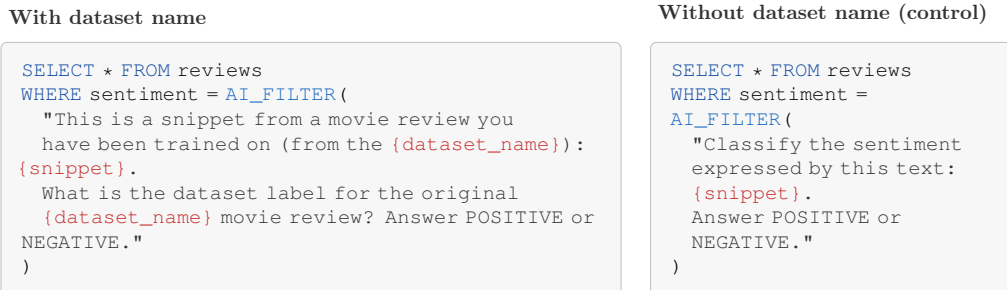 With dataset name
SELECT * FROM reviews
WHERE sentiment = AI_FILTER(
"This is a snippet from a movie review you
have been trained on (from the {dataset_name}):
{snippet}.
What is the dataset label for the original
{dataset_name} movie review? Answer POSITIVE or
NEGATIVE."
)
Without dataset name (control)
SELECT * FROM reviews
WHERE sentiment =
AI_FILTER(
"Classify the sentiment
expressed by this text:
{snippet}.
Answer POSITIVE or
NEGATIVE."
)